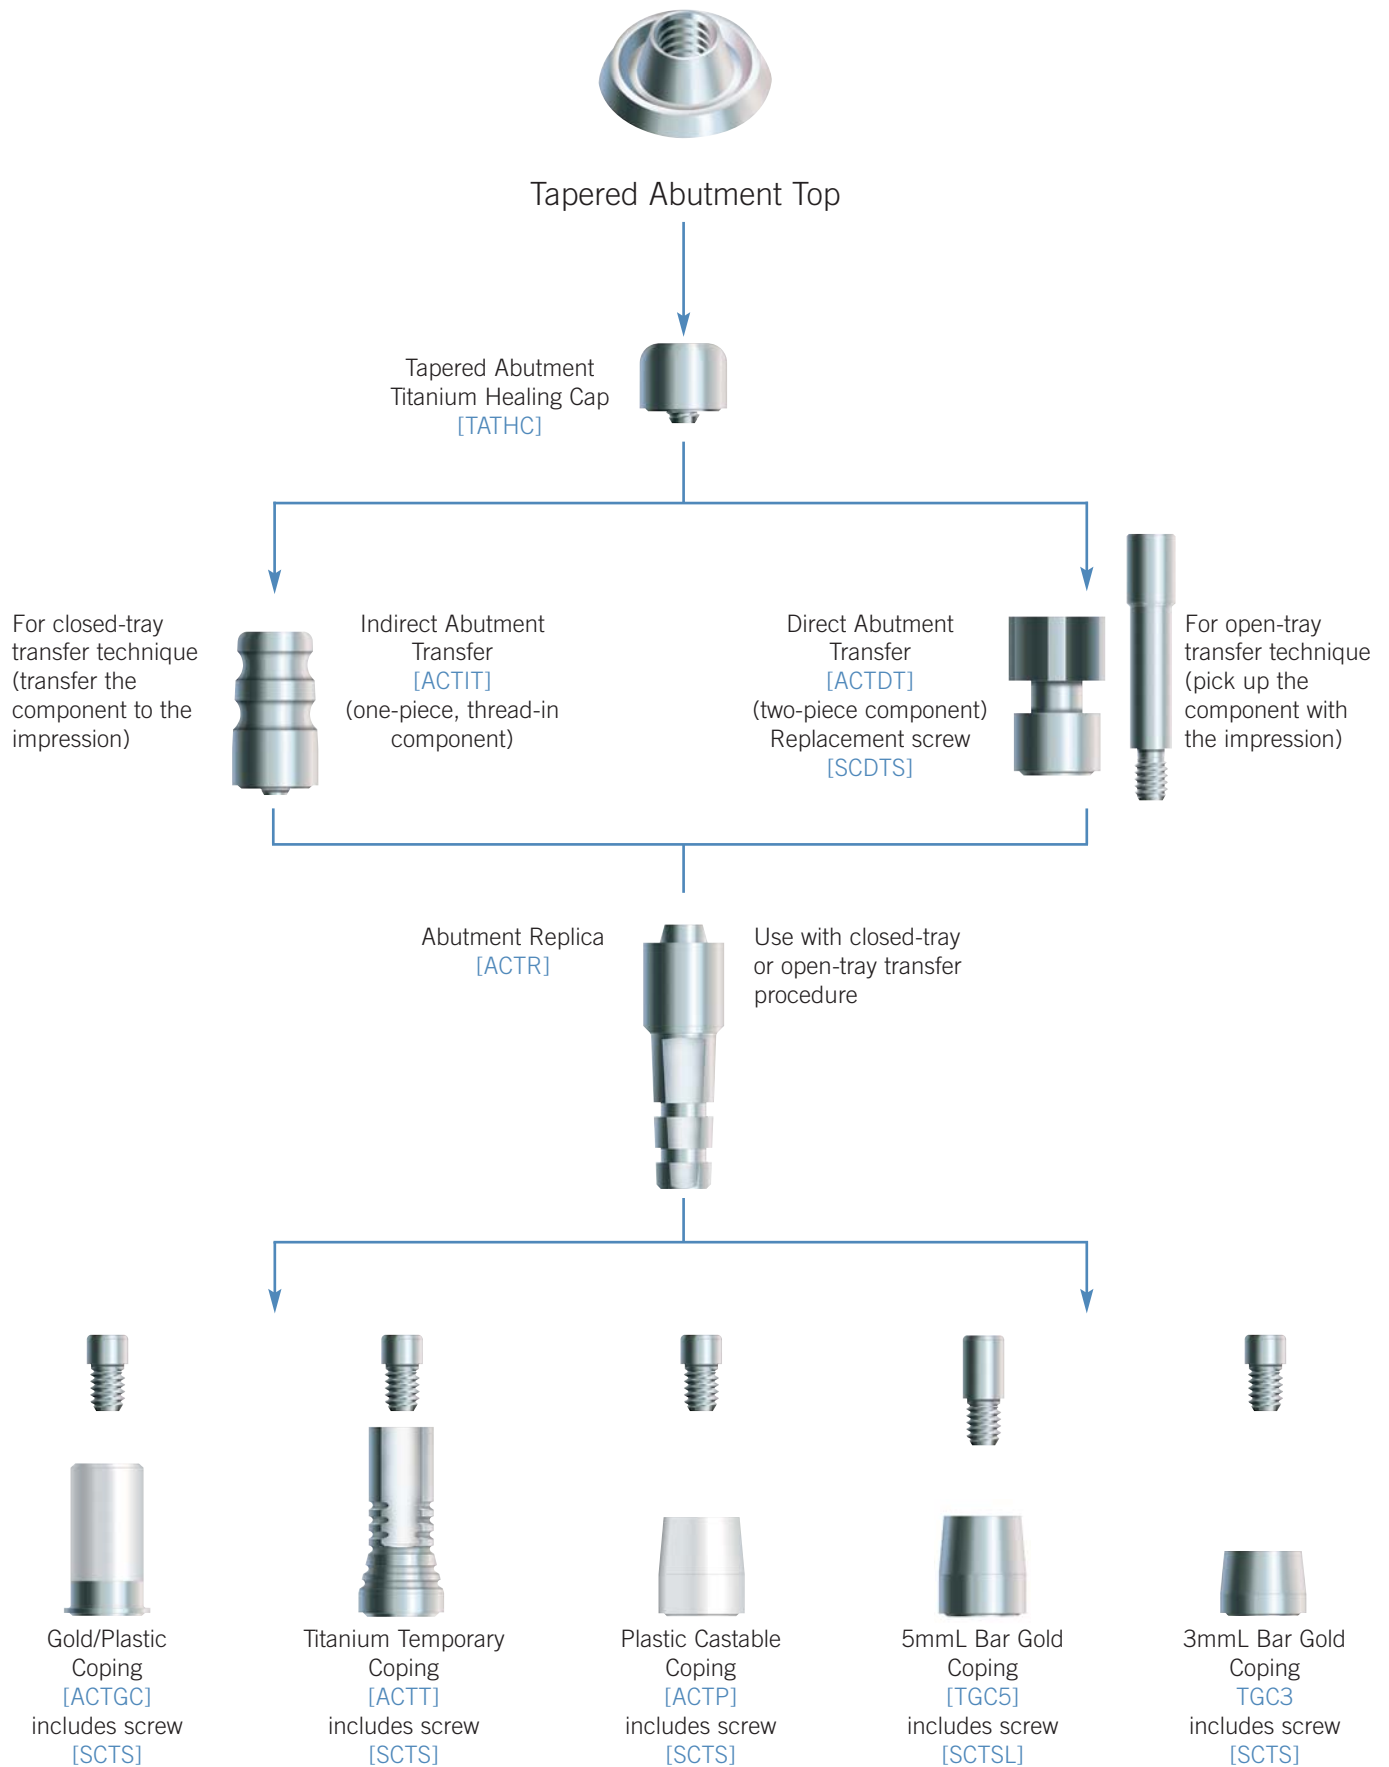 Tapered Abutment Top
Tapered Abutment
Titanium Healing Cap
[TATHC]
For closed-tray
transfer technique
(transfer the
component to the
impression)
Indirect Abutment
Transfer
[ACTIT]
(one-piece, thread-in
component)
Direct Abutment
Transfer
[ACTDT]
(two-piece component)
Replacement screw
[SCDTS]
For open-tray
transfer technique
(pick up the
component with
the impression)
Abutment Replica
[ACTR]
Use with closed-tray
or open-tray transfer
procedure
Gold/Plastic
Coping
[ACTGC]
includes screw
[SCTS]
Titanium Temporary
Coping
[ACTT]
includes screw
[SCTS]
Plastic Castable
Coping
[ACTP]
includes screw
[SCTS]
5mmL Bar Gold
Coping
[TGC5]
includes screw
[SCTSL]
3mmL Bar Gold
Coping
TGC3
includes screw
[SCTS]